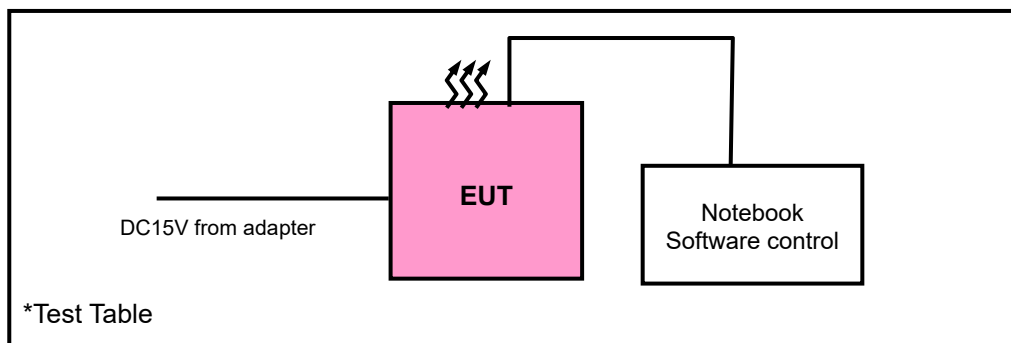 EUT
DC15V from adapter
Notebook
Software control
*Test Table